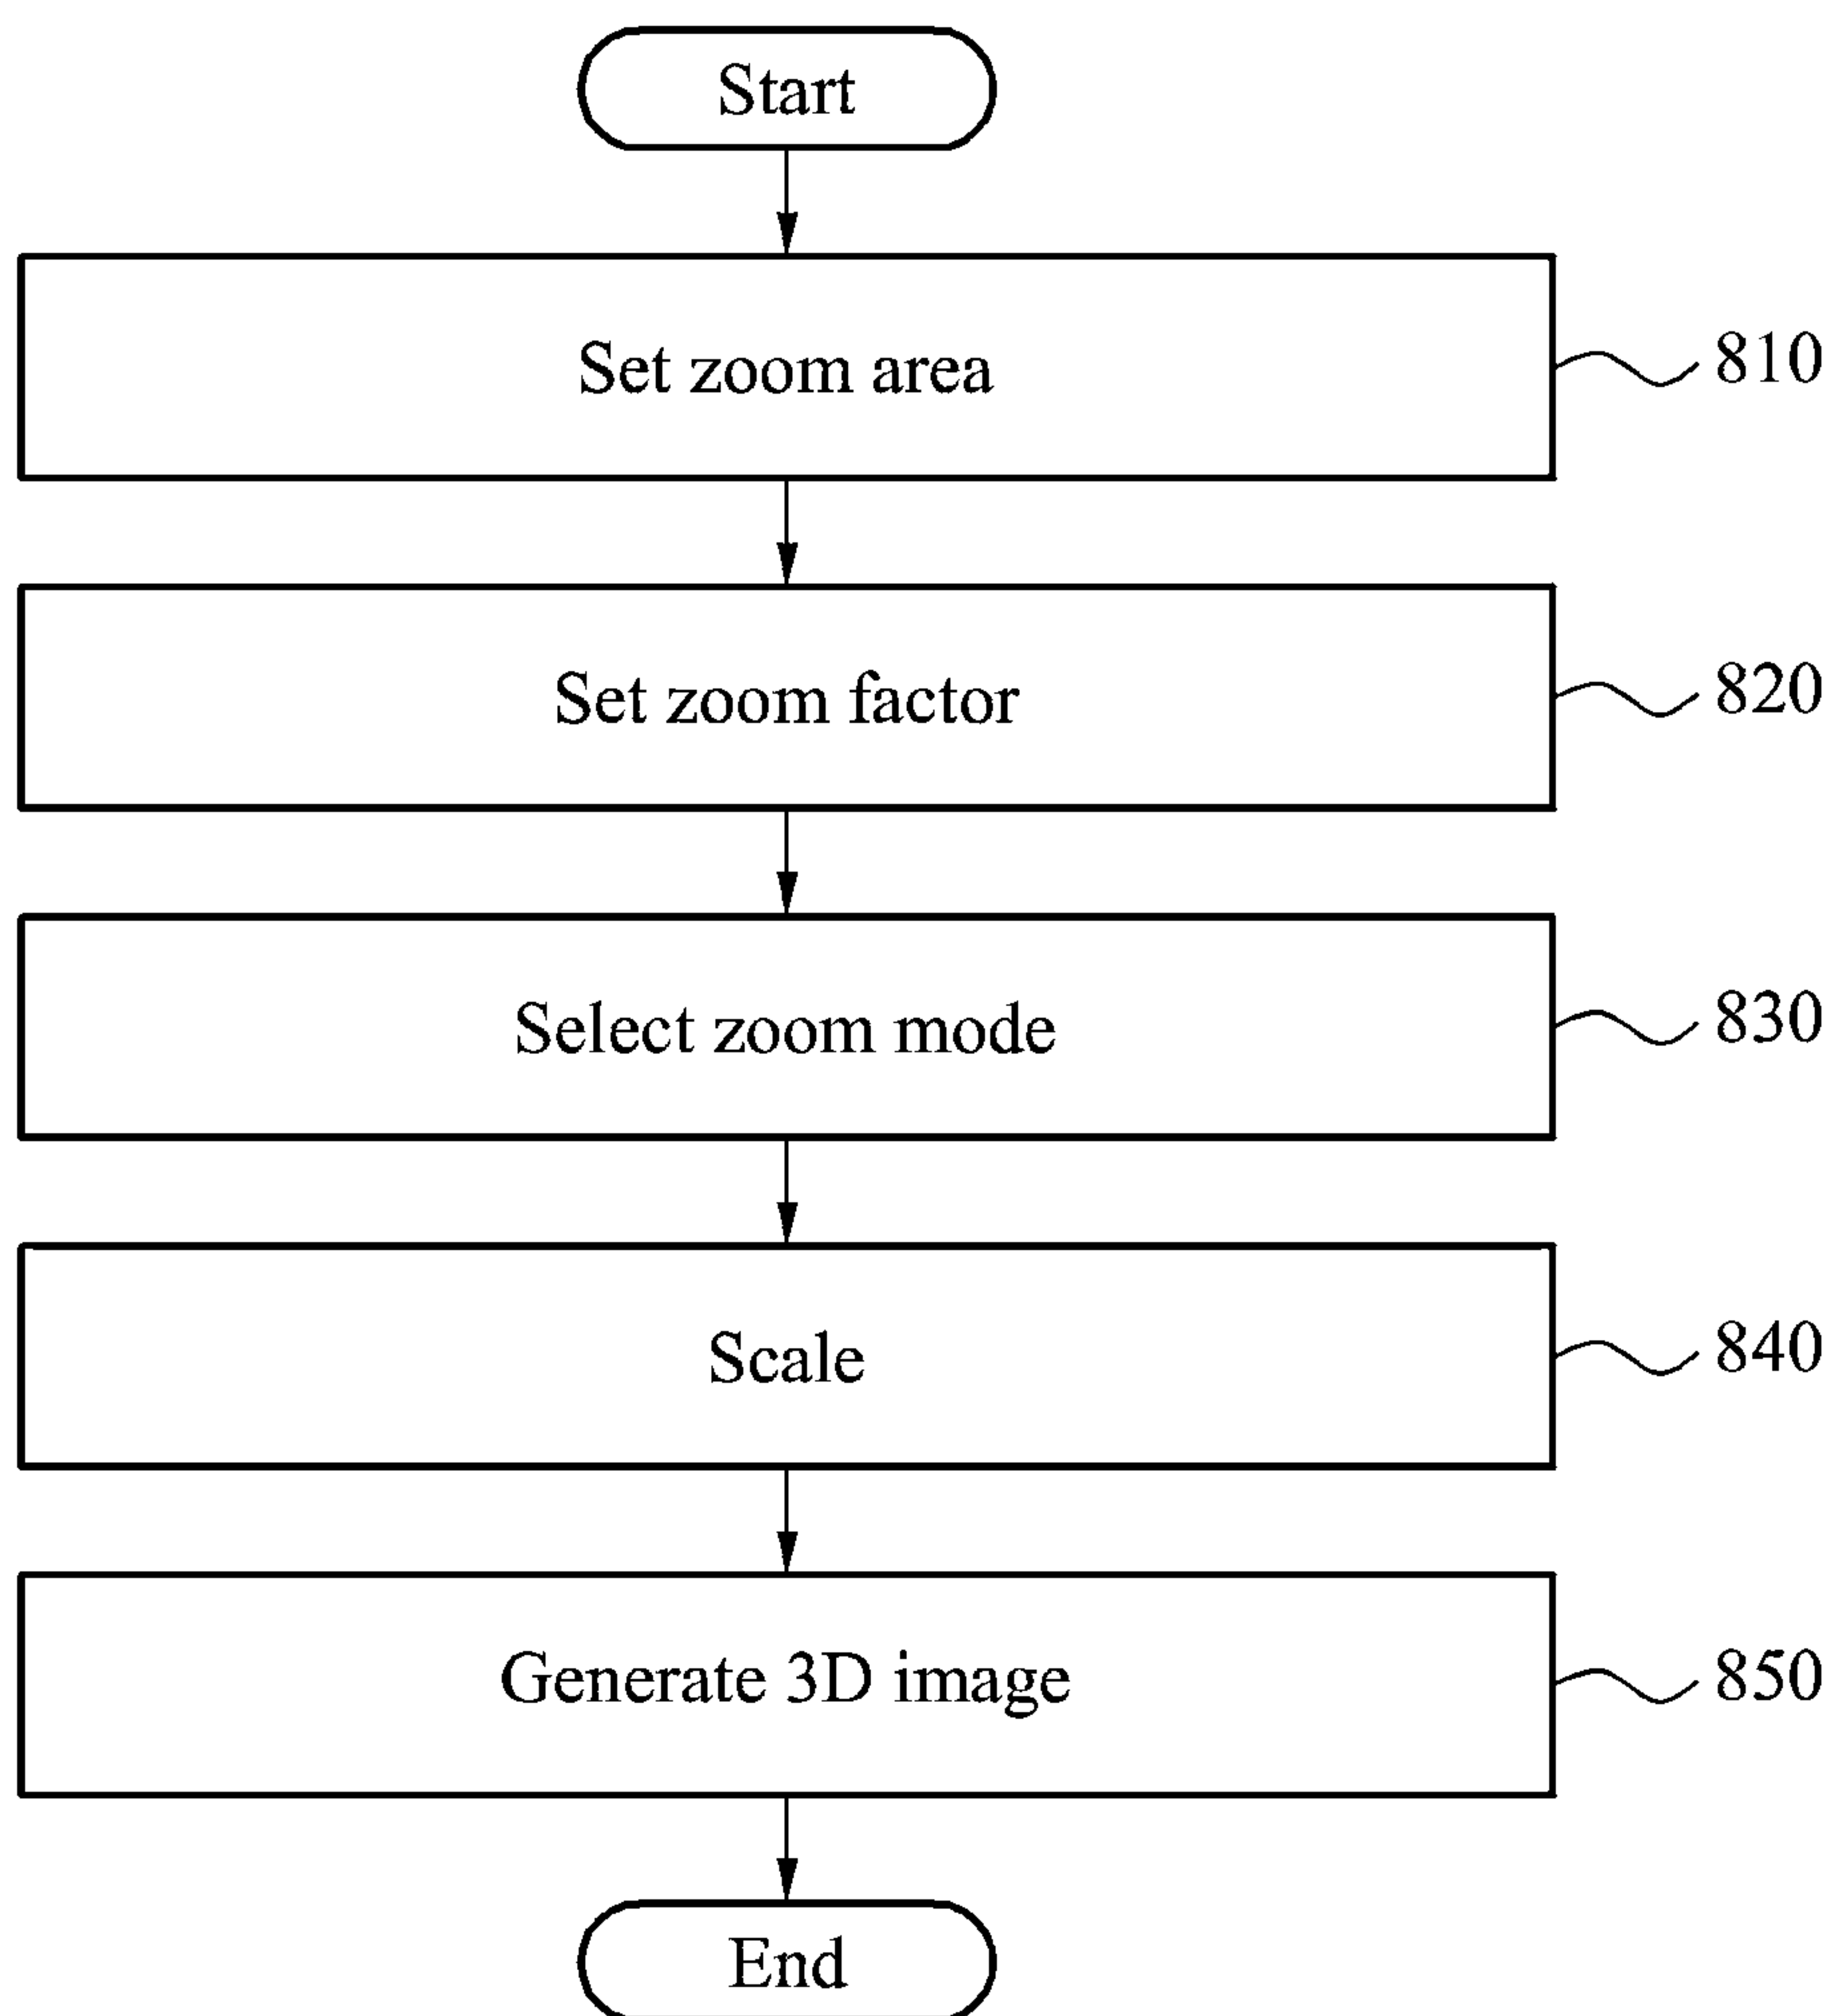 Start
Set zoom area
810
Set zoom factor
820
Select zoom mode
830
Scale
840
Generate 3D image
850
End